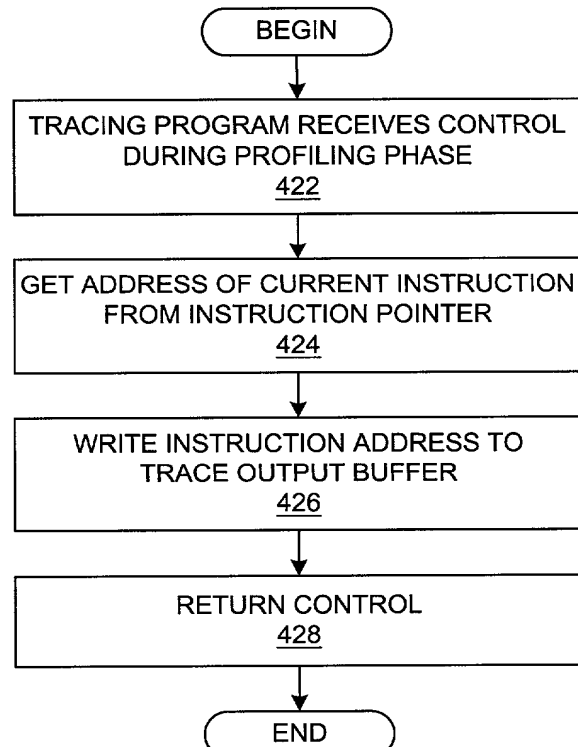 BEGIN
TRACING PROGRAM RECEIVES CONTROL
DURING PROFILING PHASE
422
GET ADDRESS OF CURRENT INSTRUCTION
FROM INSTRUCTION POINTER
424
WRITE INSTRUCTION ADDRESS TO
TRACE OUTPUT BUFFER
426
RETURN CONTROL
428
END